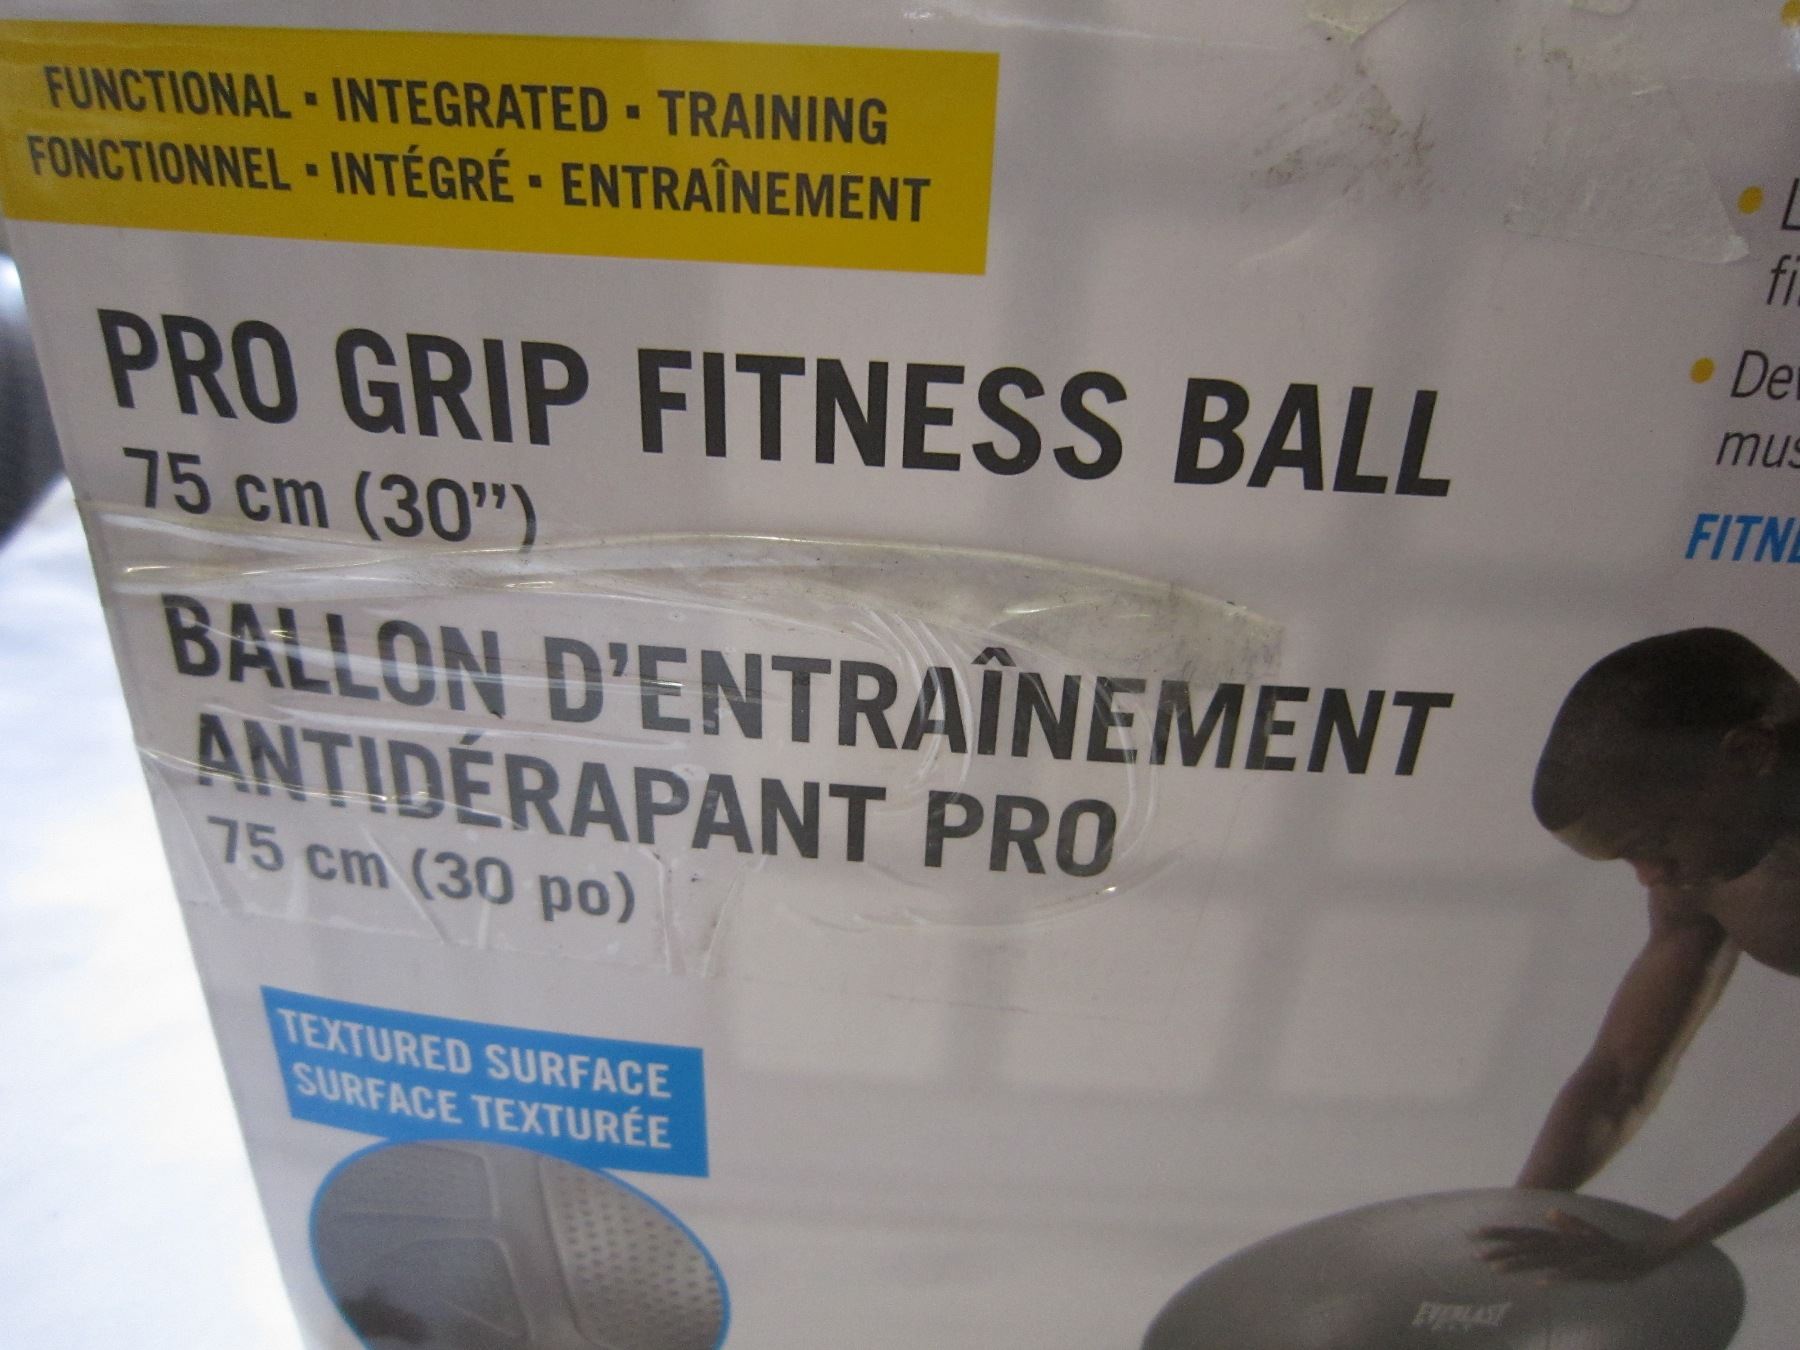 FUNCTIONAL ▪ INTEGRATED ▪ TRAINING
FONCTIONNEL ▪ INTÉGRÉ ▪ ENTRAÎNEMENT
PRO GRIP FITNESS BALL
75 cm (30”)
BALLON D’ENTRAÎNEMENT
ANTIDÉRAPANT PRO
75 cm (30 po)
TEXTURED SURFACE
SURFACE TEXTURÉE
EVERLAST